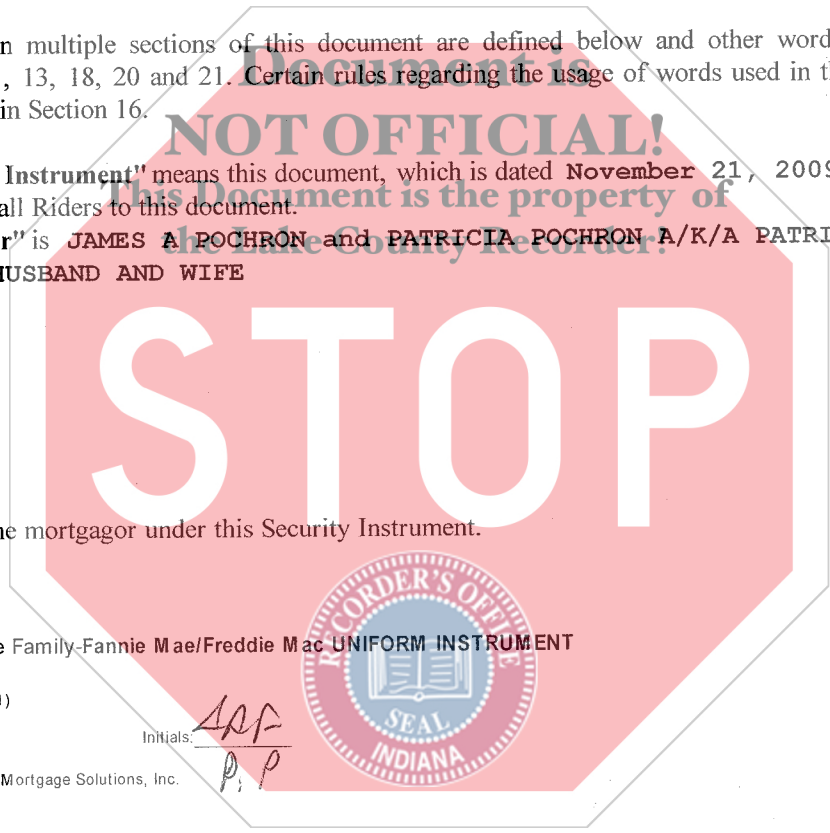 n multiple sections of this document are defined below and other word
Document is
, 13, 18, 20 and 21. Certain rules regarding the usage of words used in t
in Section 16.
NOT OFFICIAL!
Instrument" means this document, which is dated November 21, 2009
This Document is the property of
all Riders to this document.
r" is JAMES A POCHRON and PATRICIA POCHRON A/K/A PATRI
the Lake County Recorder!
HUSBAND AND WIFE
STOP
he mortgagor under this Security Instrument.
RECORDER'S OFFICE
e Family-Fannie Mae/Freddie Mac UNIFORM INSTRUMENT
)
SEAL
Initials:
INDIANA
P. P
Mortgage Solutions, Inc.